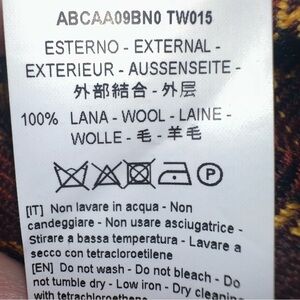 ABCAA09BN0 TW015
ESTERNO - EXTERNAL -
EXTERIEUR - AUSSENSEITE -
外部結合 - 外层
100% LANA - WOOL - LAINE -
WOLLE - 毛 - 羊毛
P
[IT] Non lavare in acqua - Non
candeggiare - Non usare asciugatrice -
Stirare a bassa temperatura - Lavare a
secco con tetracloroetilene
[EN] Do not wash - Do not bleach - Do
not tumble dry - Low iron - Dry cleaning
with tetrachloroethene